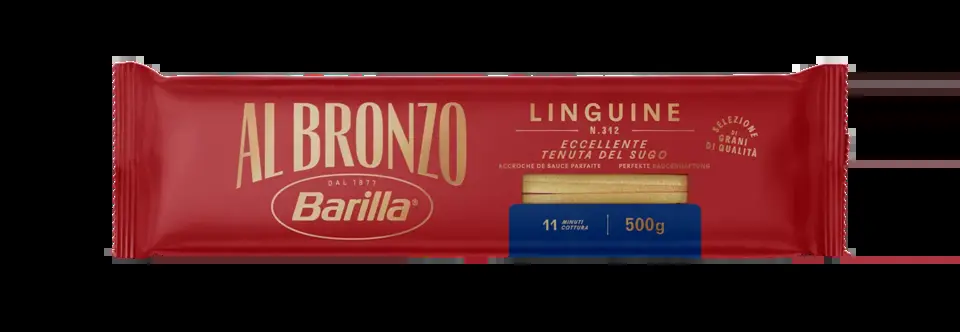 AL BRONZO
DAL 1877
Barilla®
LINGUINE
N.312
ECCELLENTE
TENUTA DEL SUGO
ACCROCHE DE SAUCE PARFAITE
PERFEKTE
SELEZIONE
DI
GRANI
DI QUALITÀ
11 MINUTI
COTTURA
500g